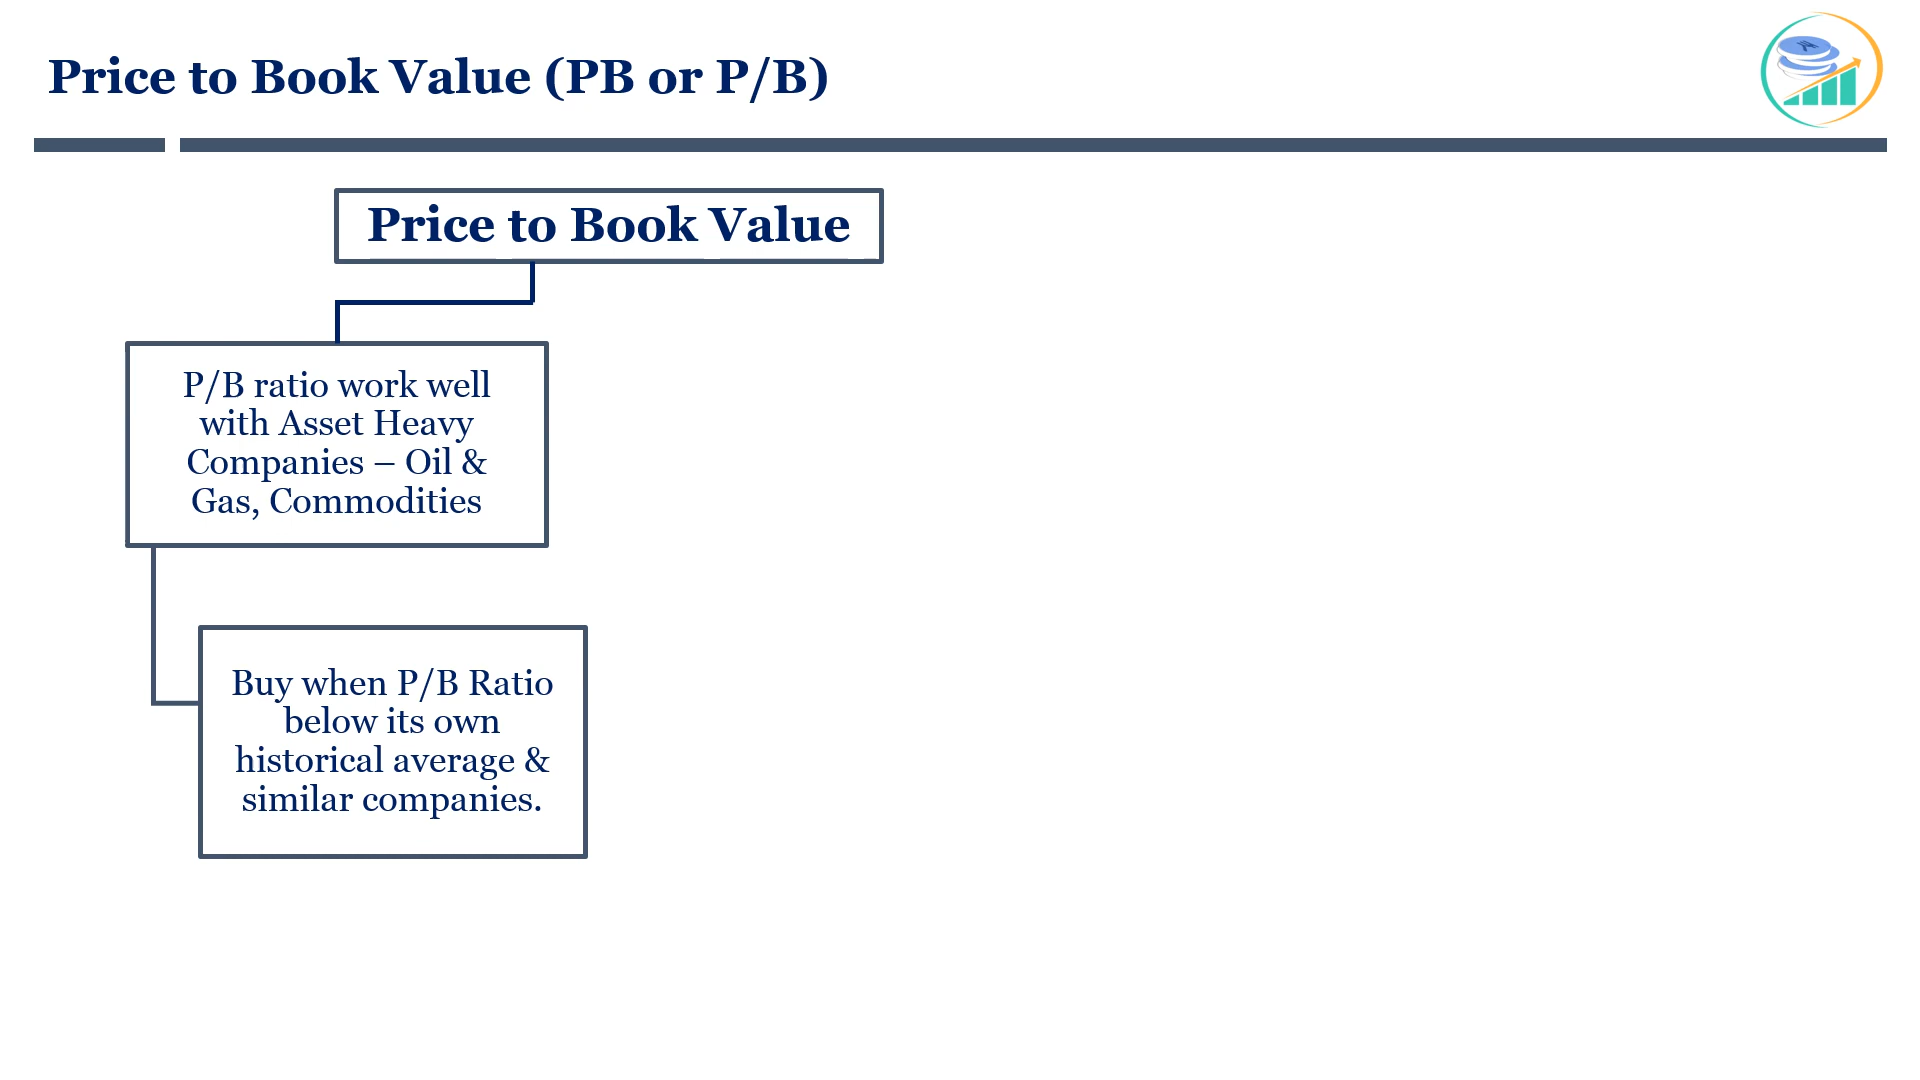 Price to Book Value (PB or P/B)
Price to Book Value
P/B ratio work well
with Asset Heavy
Companies – Oil &
Gas, Commodities
Buy when P/B Ratio
below its own
historical average &
similar companies.